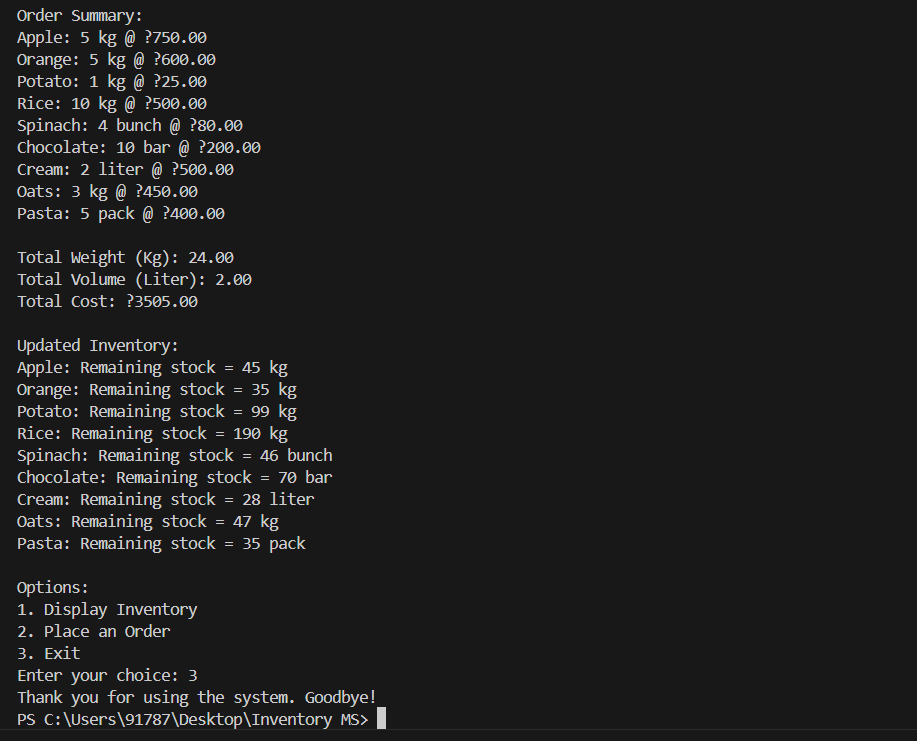 Order Summary:
Apple: 5 kg @ ?750.00
Orange: 5 kg @ ?600.00
Potato: 1 kg @ ?25.00
Rice: 10 kg @ ?500.00
Spinach: 4 bunch @ ?80.00
Chocolate: 10 bar @ ?200.00
Cream: 2 liter @ ?500.00
Oats: 3 kg @ ?450.00
Pasta: 5 pack @ ?400.00

Total Weight (Kg): 24.00
Total Volume (Liter): 2.00
Total Cost: ?3505.00

Updated Inventory:
Apple: Remaining stock = 45 kg
Orange: Remaining stock = 35 kg
Potato: Remaining stock = 99 kg
Rice: Remaining stock = 190 kg
Spinach: Remaining stock = 46 bunch
Chocolate: Remaining stock = 70 bar
Cream: Remaining stock = 28 liter
Oats: Remaining stock = 47 kg
Pasta: Remaining stock = 35 pack

Options:
1. Display Inventory
2. Place an Order
3. Exit
Enter your choice: 3
Thank you for using the system. Goodbye!
PS C:\Users\91787\Desktop\Inventory MS>